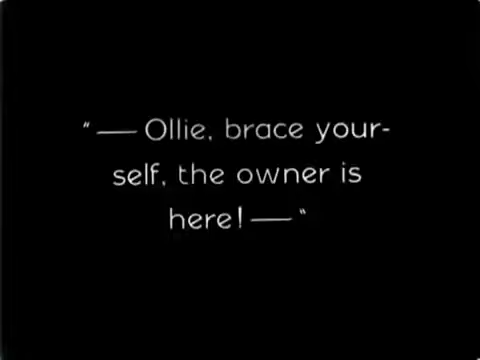 "—Ollie, brace your-
self, the owner is
here!—"